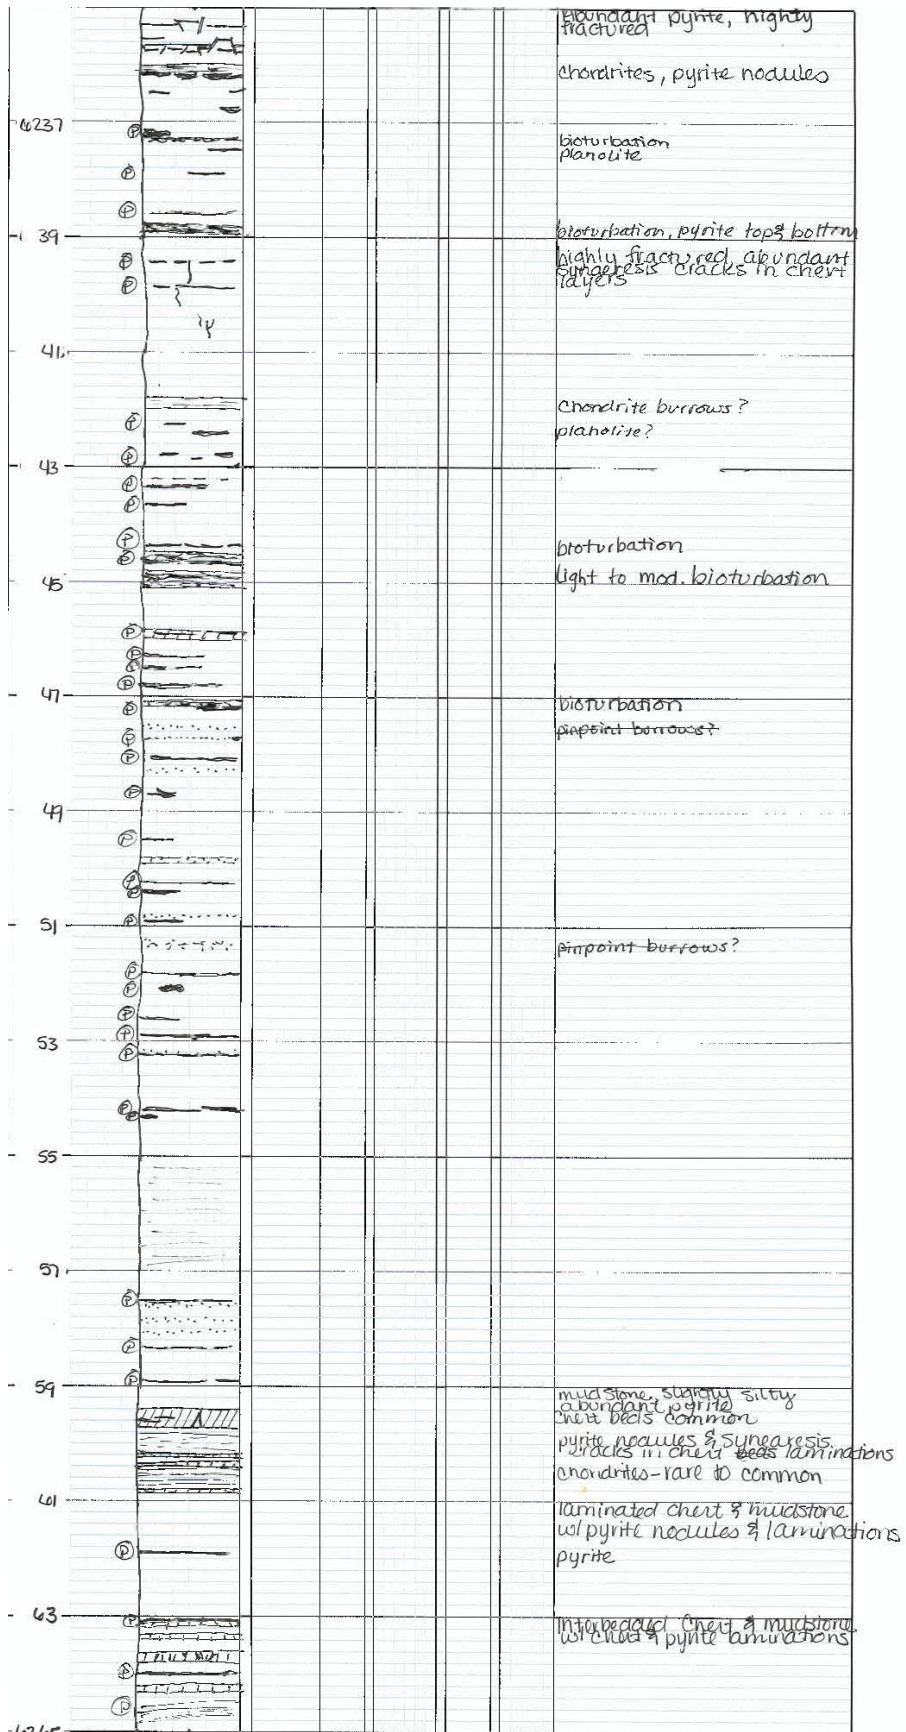 Abundant pyrite, highly
fractured
chondrites, pyrite nodules
6237
P
bioturbation
planolite
P
P
39
bioturbation, pyrite top & bottom
P
highly fractured, abundant
syneresis cracks in chert
layers
P
41
Chondrite burrows?
P
planolite?
P
43
P
P
P
bioturbation
P
45
light to mod. bioturbation
P
P
P
P
47
bioturbation
P
pinpoint burrows?
P
P
P
49
P
P
P
P
51
pinpoint burrows?
P
P
P
P
53
P
P
P
55
57
P
P
P
59
mudstone, slightly silty
abundant pyrite
chert beds common
pyrite nodules & synearesis
cracks in chert beds laminations
chondrites-rare to common
61
laminated chert & mudstone
w/ pyrite nodules & laminations
P
pyrite
63
P
Interbedded Chert & mudstone
w/ chert & pyrite laminations
P
P
6265